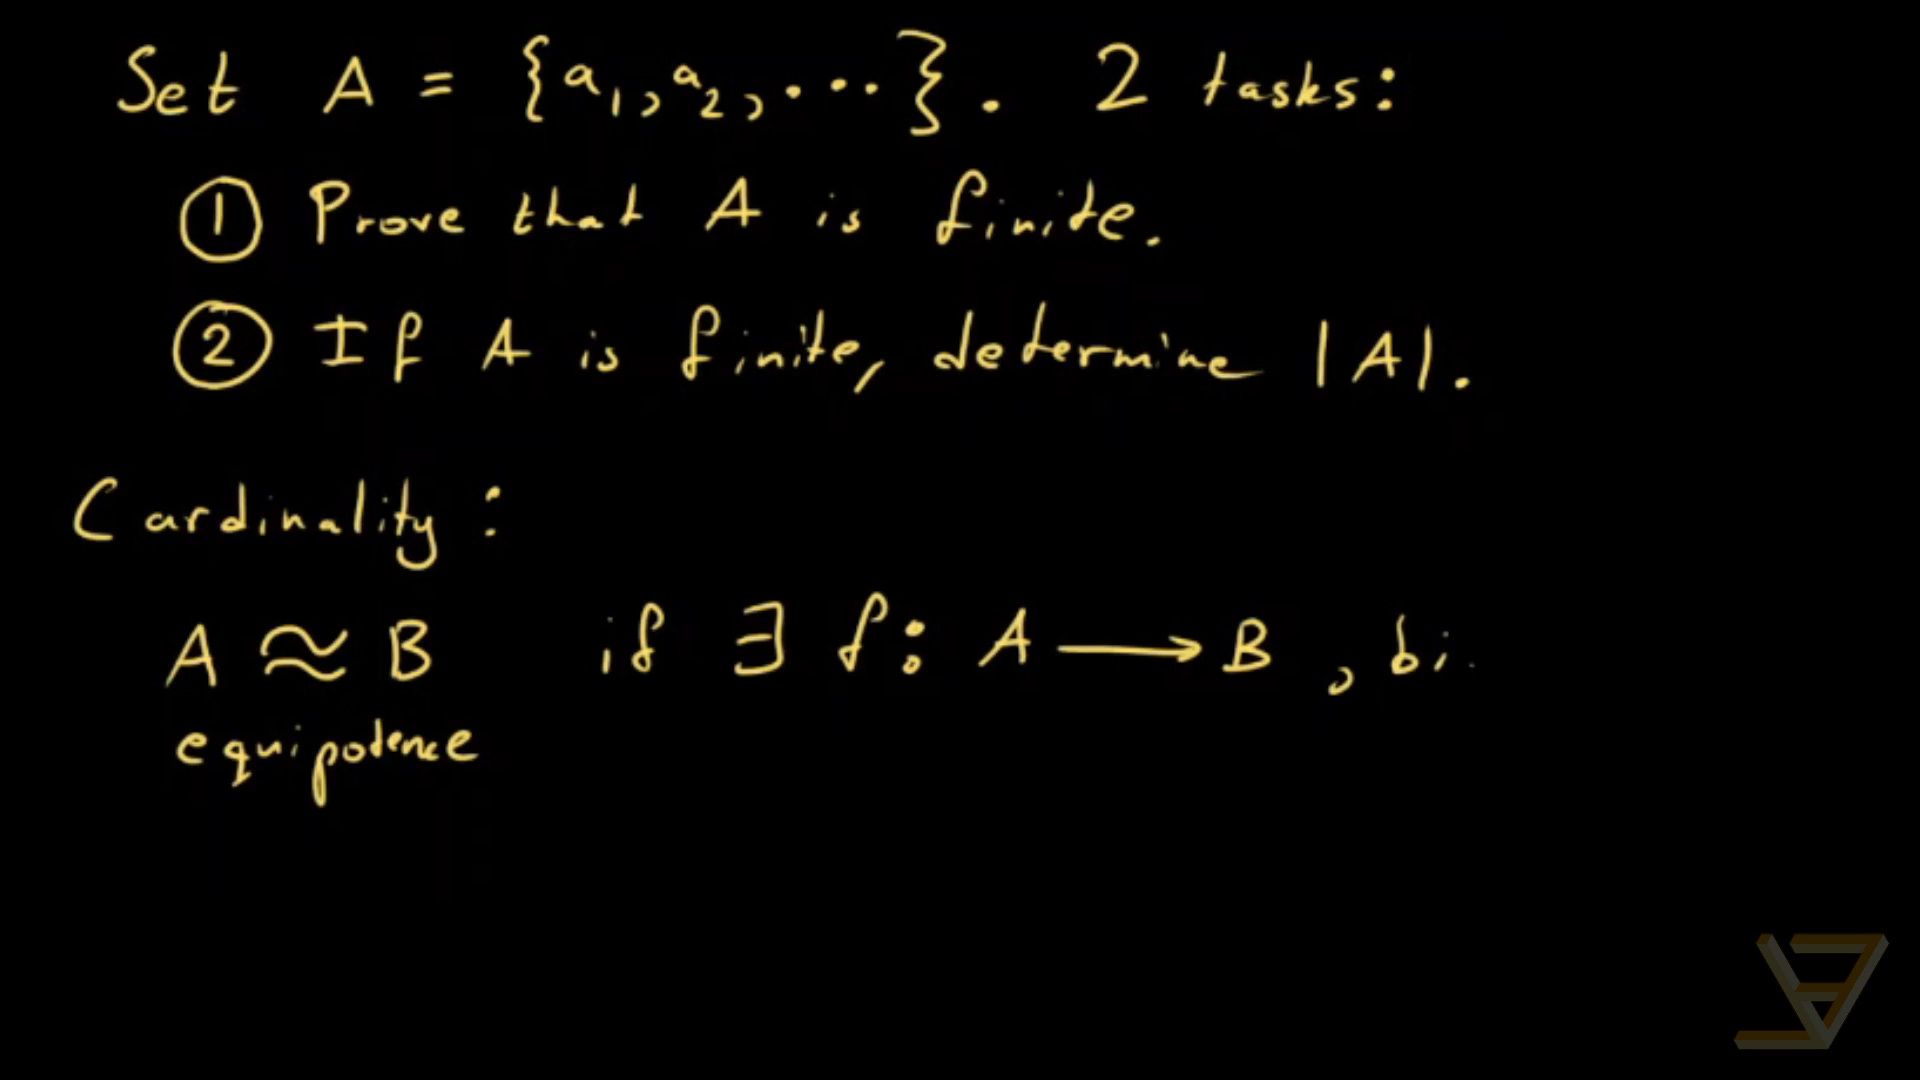 Set A = {a₁, a₂, ...}. 2 tasks:
① Prove that A is finite.
② If A is finite, determine |A|.
Cardinality:
A ≈ B if ∃ f: A ⟶ B, bi
equipotence